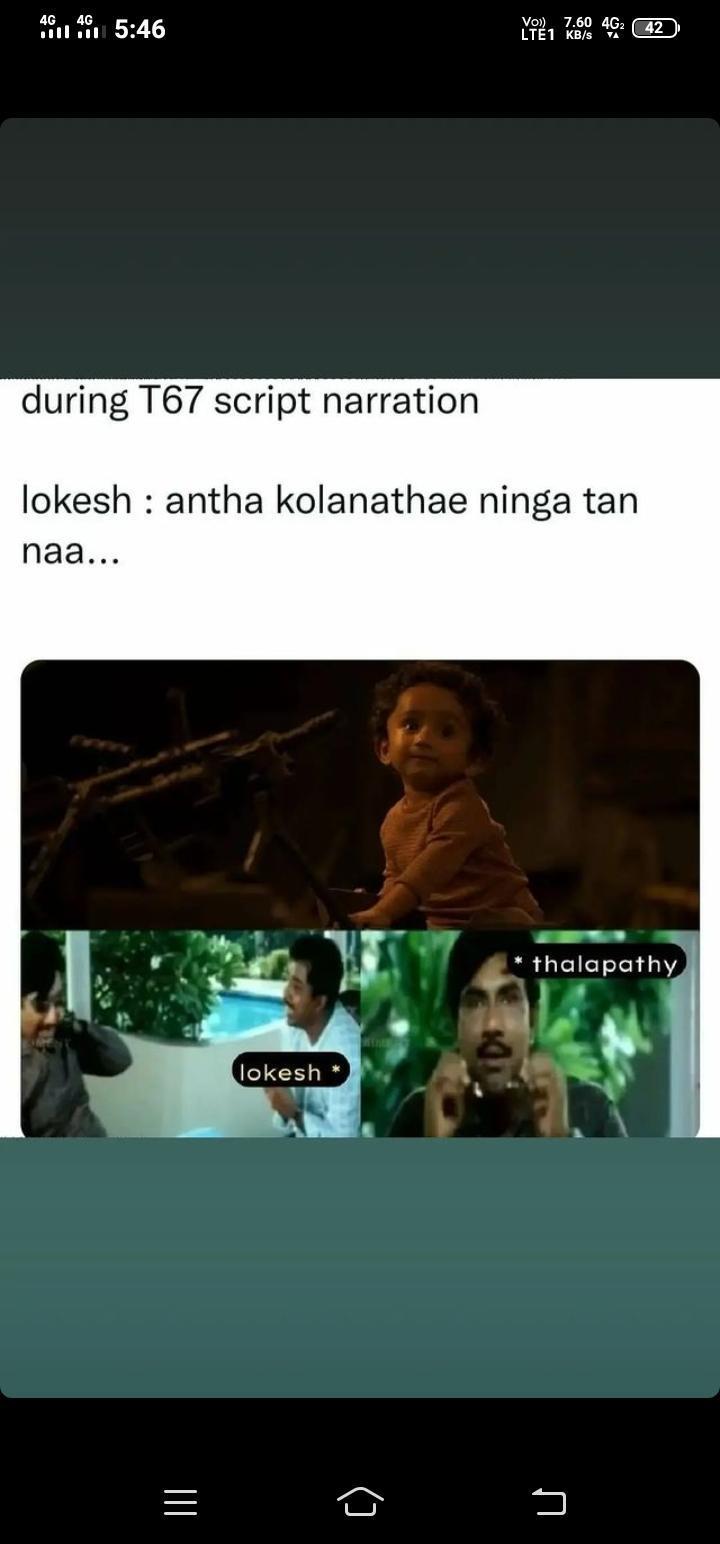 4G 4G 5:46 Vo)) LTE1 7.60 KB/s 4G2 42
during T67 script narration
lokesh : antha kolanathae ninga tan
naa...
* thalapathy
lokesh *